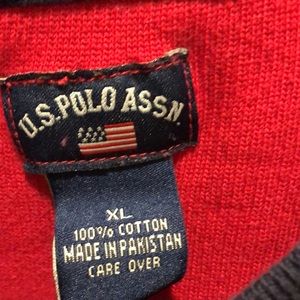 U.S. POLO ASSN
XL
100% COTTON
MADE IN PAKISTAN
CARE OVER